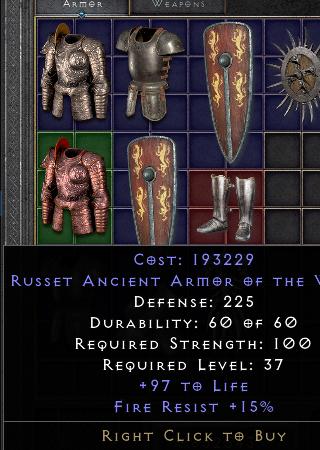 Armor Weapons
Cost: 193229
Russet Ancient Armor of the
Defense: 225
Durability: 60 of 60
Required Strength: 100
Required Level: 37
+97 to Life
Fire Resist +15%
Right Click to Buy